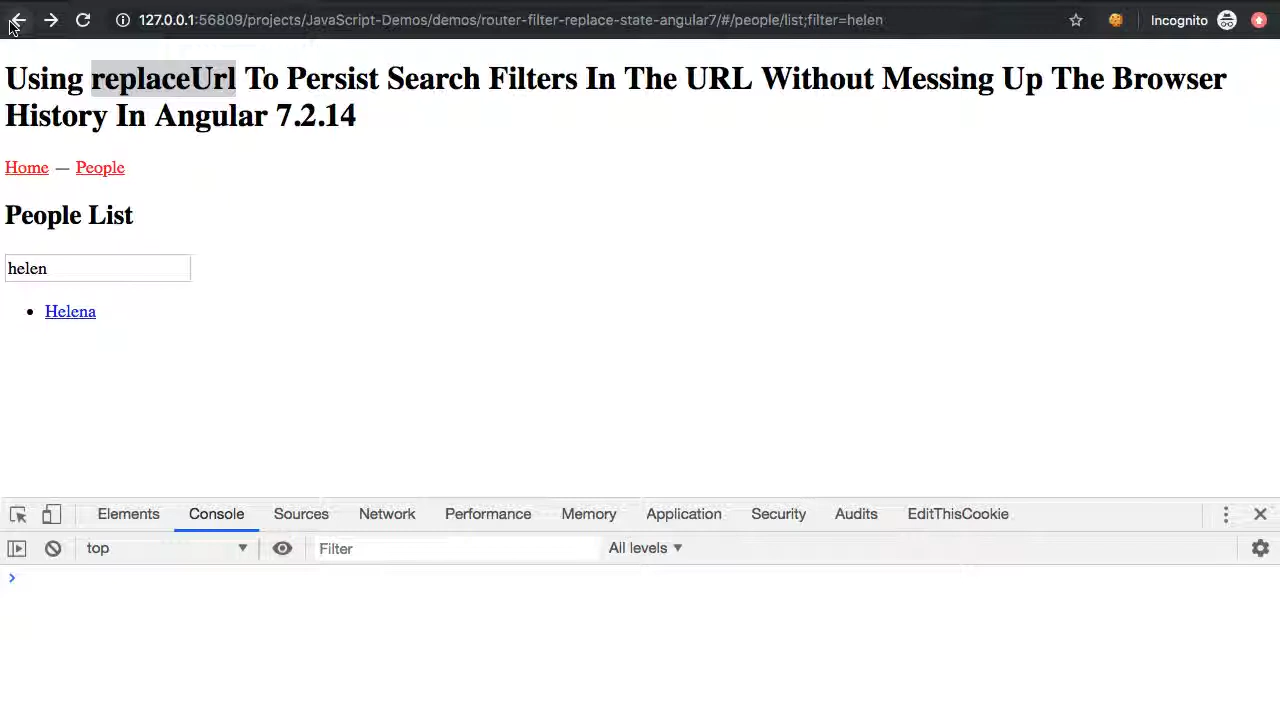 127.0.0.1:56809/projects/JavaScript-Demos/demos/router-filter-replace-state-angular7/#/people/list;filter=helen
Incognito
Using replaceUrl To Persist Search Filters In The URL Without Messing Up The Browser
History In Angular 7.2.14
Home — People
People List
helen
Helena
Elements Console Sources Network Performance Memory Application Security Audits EditThisCookie
top Filter All levels